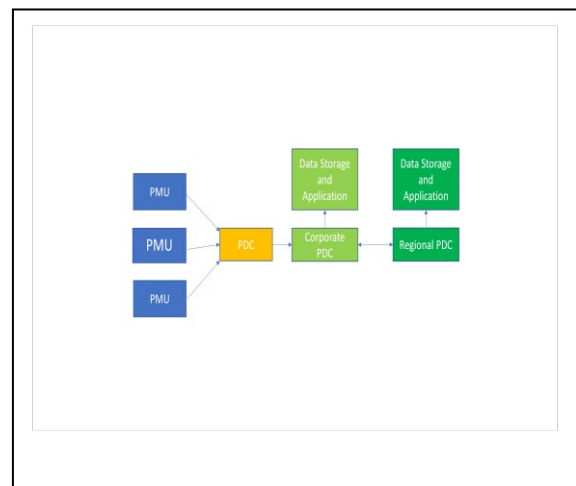 Data Storage
and
Application
Data Storage
and
Application
PMU
PMU
PDC
Corporate
PDC
Regional PDC
PMU